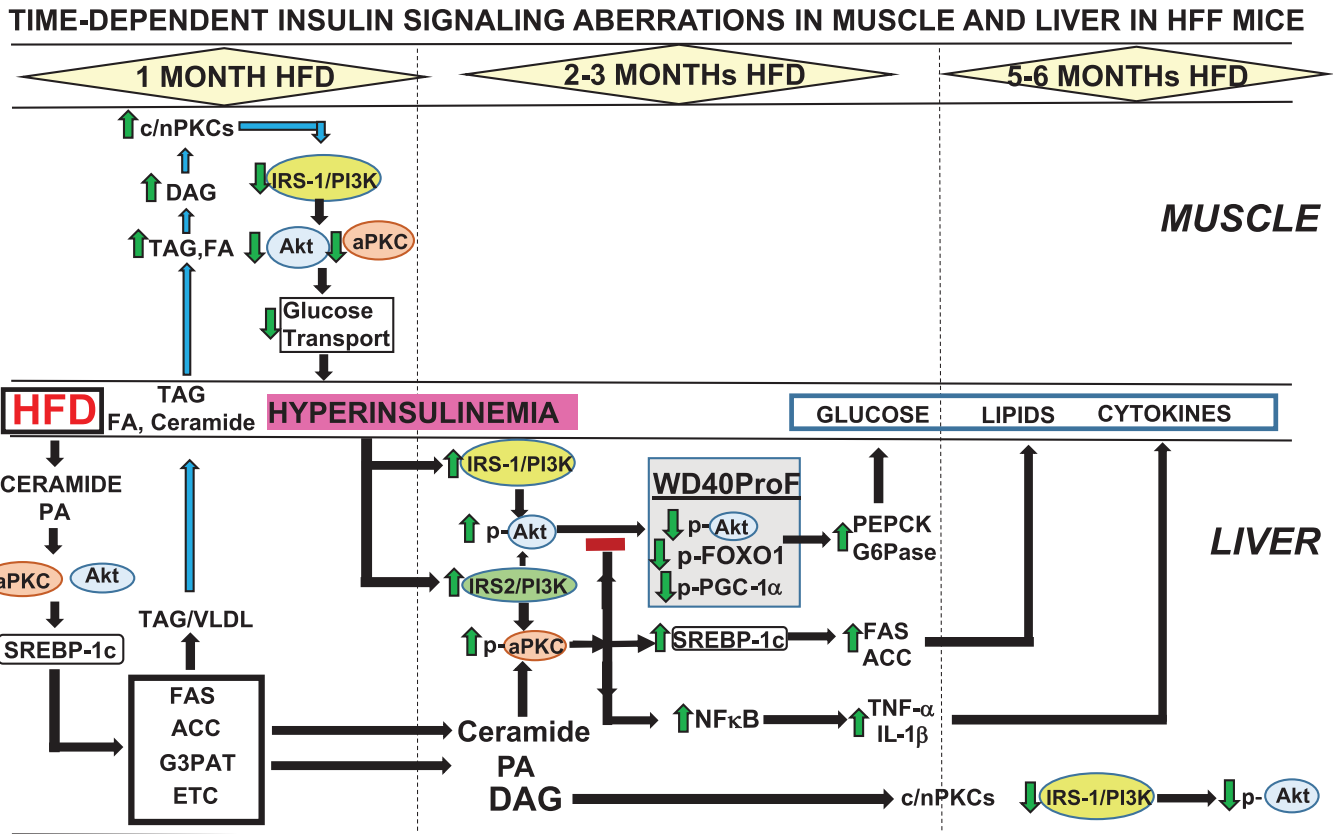 TIME-DEPENDENT INSULIN SIGNALING ABERRATIONS IN MUSCLE AND LIVER IN HFF MICE
1 MONTH HFD
2-3 MONTHs HFD
5-6 MONTHs HFD
c/nPKCs
IRS-1/PI3K
DAG
MUSCLE
TAG,FA
Akt
aPKC
Glucose
Transport
HFD
TAG
FA, Ceramide
HYPERINSULINEMIA
GLUCOSE
LIPIDS
CYTOKINES
CERAMIDE
PA
IRS-1/PI3K
WD40ProF
p-Akt
p-Akt
p-FOXO1
p-PGC-1α
PEPCK
G6Pase
LIVER
aPKC
Akt
IRS2/PI3K
TAG/VLDL
SREBP-1c
p-aPKC
SREBP-1c
FAS
ACC
FAS
ACC
G3PAT
ETC
Ceramide
PA
DAG
NFκB
TNF-α
IL-1β
c/nPKCs
IRS-1/PI3K
p-Akt